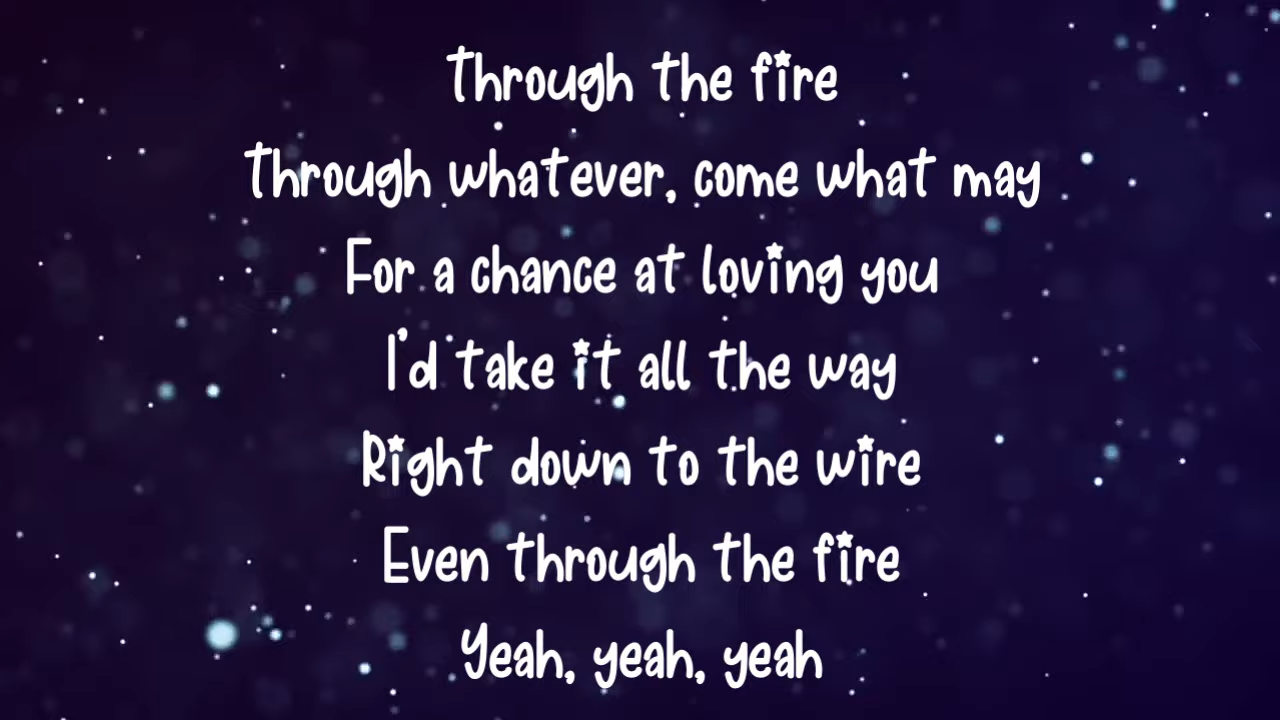 Through the fire
Through whatever, come what may
For a chance at loving you
I'd take it all the way
Right down to the wire
Even through the fire
Yeah, yeah, yeah